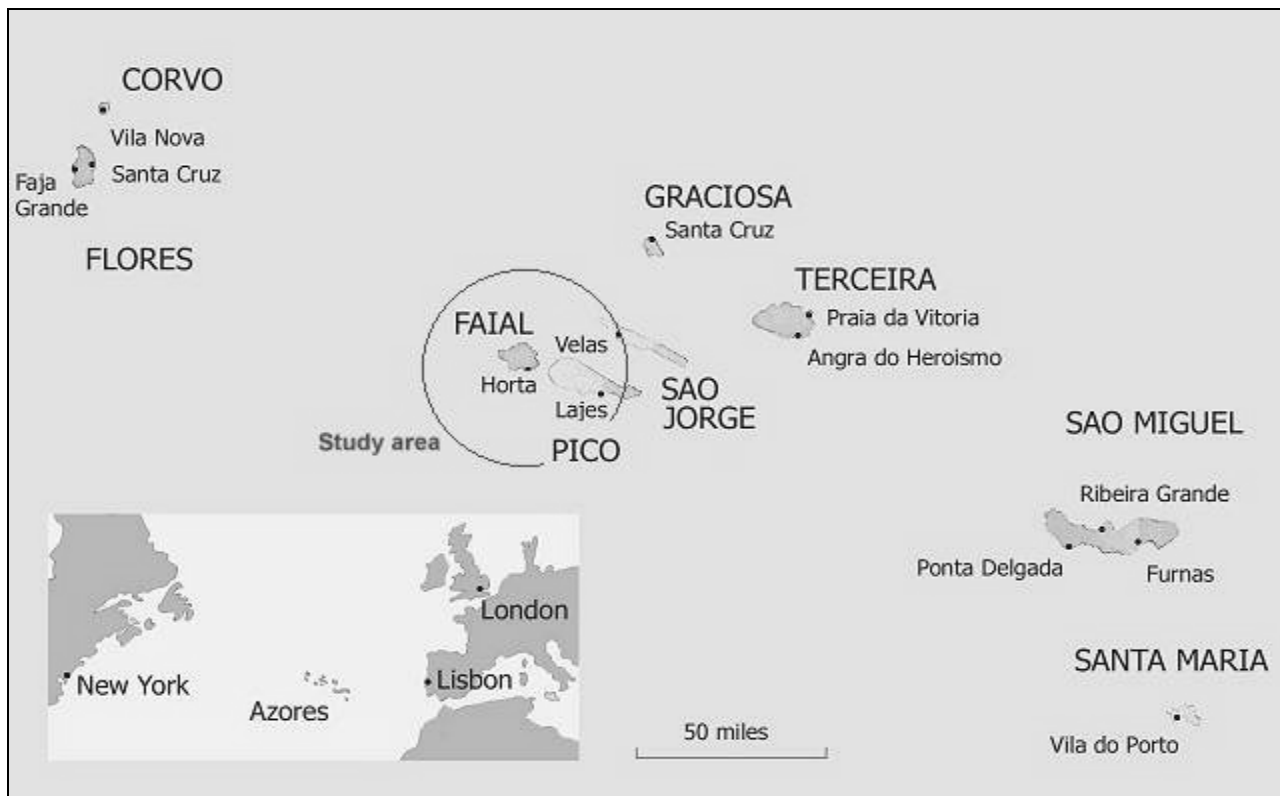 CORVO
Vila Nova
Santa Cruz
Faja
Grande
FLORES
GRACIOSA
Santa Cruz
TERCEIRA
Praia da Vitoria
Angra do Heroismo
FAIAL
Velas
Horta
Lajes
SAO
JORGE
PICO
Study area
SAO MIGUEL
Ribeira Grande
Ponta Delgada
Furnas
SANTA MARIA
Vila do Porto
50 miles
London
New York
Lisbon
Azores